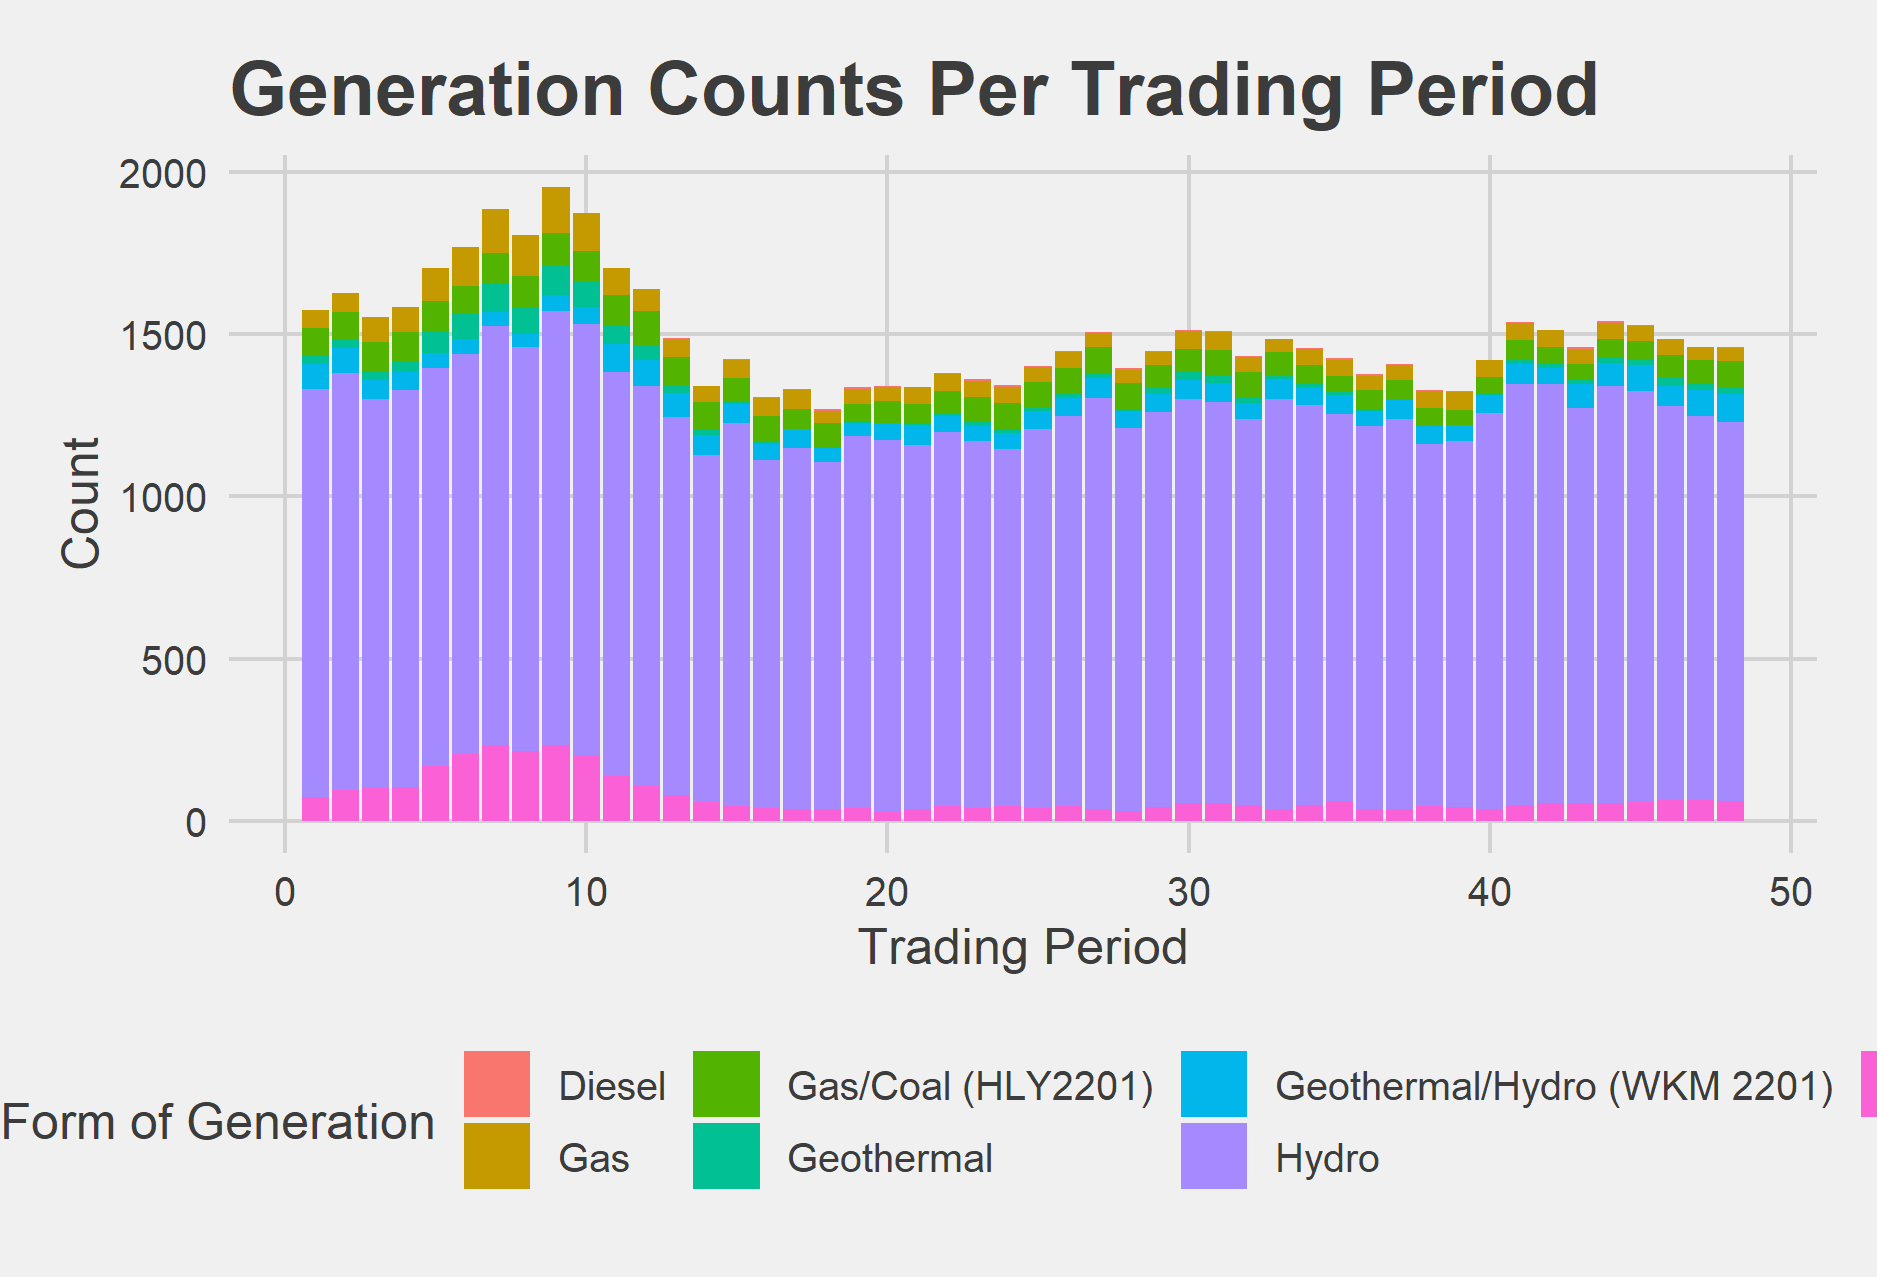 Generation Counts Per Trading Period
2000
1500
1000
500
0
Count
0 10 20 30 40 50
Trading Period
Form of Generation
Diesel Gas/Coal (HLY2201) Geothermal/Hydro (WKM 2201)
Gas Geothermal Hydro